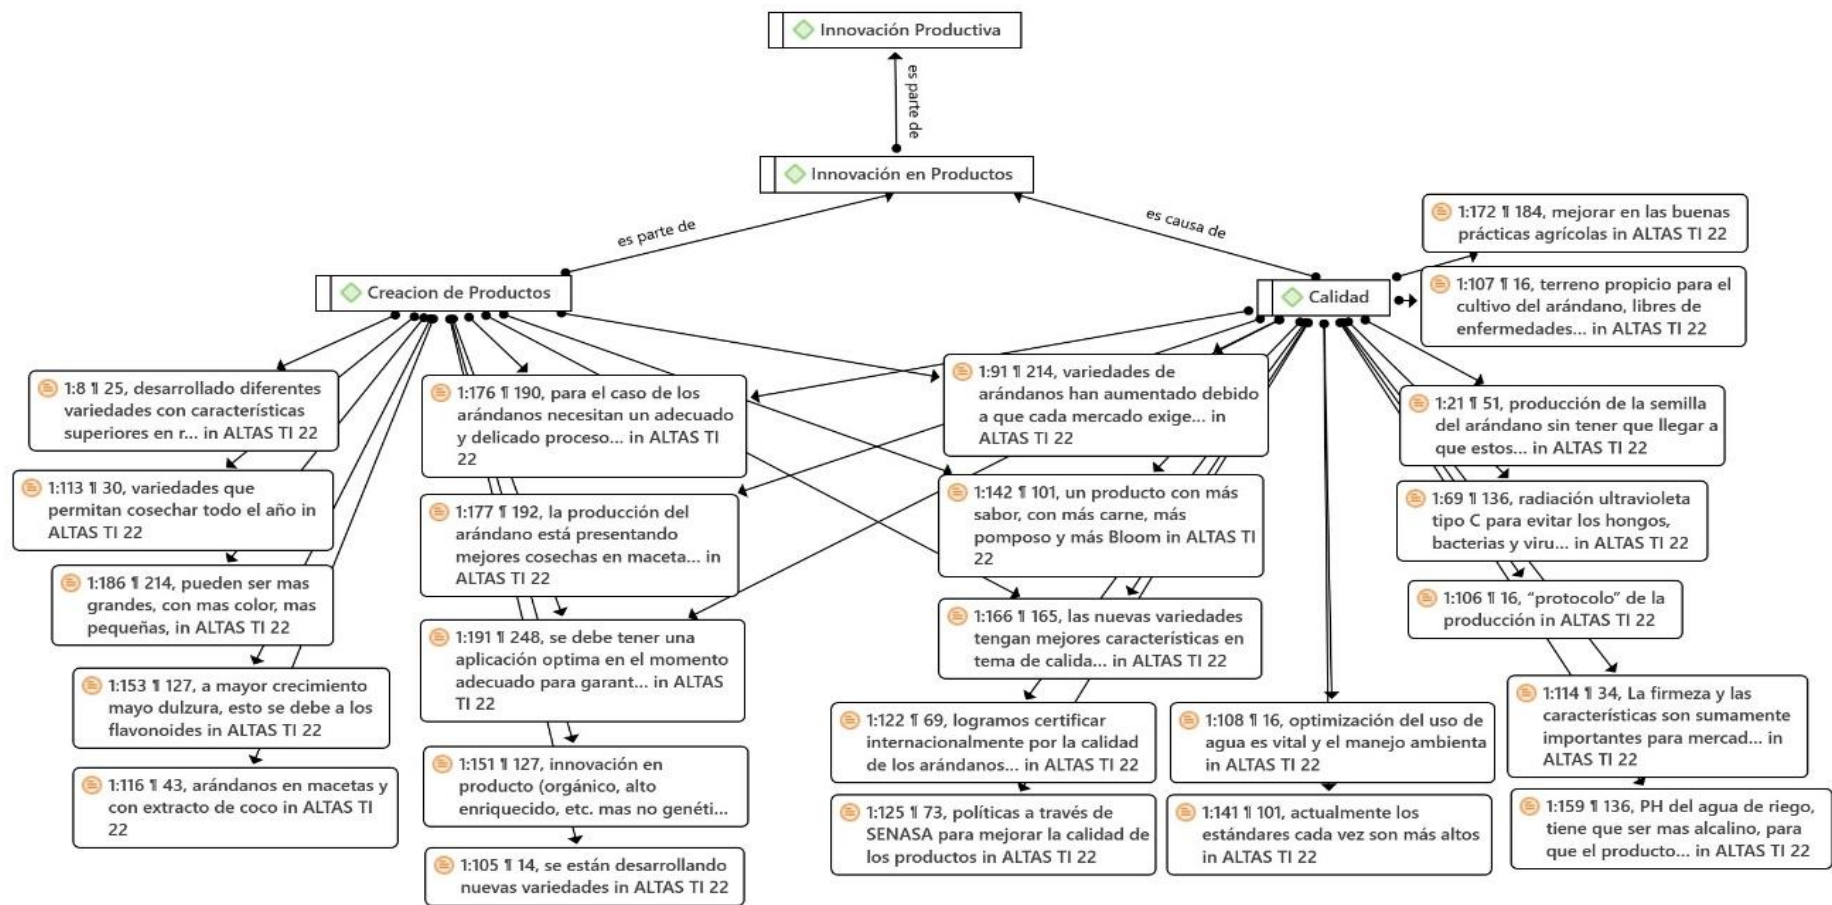 Innovación Productiva
es parte de
Innovación en Productos
es parte de
es causa de
Creacion de Productos
Calidad
1:172 ¶ 184, mejorar en las buenas
prácticas agrícolas in ALTAS TI 22
1:107 ¶ 16, terreno propicio para el
cultivo del arándano, libres de
enfermedades... in ALTAS TI 22
1:8 ¶ 25, desarrollado diferentes
variedades con características
superiores en r... in ALTAS TI 22
1:113 ¶ 30, variedades que
permitan cosechar todo el año in
ALTAS TI 22
1:186 ¶ 214, pueden ser mas
grandes, con mas color, mas
pequeñas, in ALTAS TI 22
1:153 ¶ 127, a mayor crecimiento
mayo dulzura, esto se debe a los
flavonoides in ALTAS TI 22
1:116 ¶ 43, arándanos en macetas y
con extracto de coco in ALTAS TI
22
1:176 ¶ 190, para el caso de los
arándanos necesitan un adecuado
y delicado proceso... in ALTAS TI
22
1:177 ¶ 192, la producción del
arándano está presentando
mejores cosechas en maceta... in
ALTAS TI 22
1:191 ¶ 248, se debe tener una
aplicación optima en el momento
adecuado para garant... in ALTAS
TI 22
1:151 ¶ 127, innovación en
producto (orgánico, alto
enriquecido, etc. mas no genéti...
1:105 ¶ 14, se están desarrollando
nuevas variedades in ALTAS TI 22
1:91 ¶ 214, variedades de
arándanos han aumentado debido
a que cada mercado exige... in
ALTAS TI 22
1:142 ¶ 101, un producto con más
sabor, con más carne, más
pomposo y más Bloom in ALTAS TI
22
1:166 ¶ 165, las nuevas variedades
tengan mejores características en
tema de calida... in ALTAS TI 22
1:122 ¶ 69, logramos certificar
internacionalmente por la calidad
de los arándanos... in ALTAS TI 22
1:125 ¶ 73, políticas a través de
SENASA para mejorar la calidad de
los productos in ALTAS TI 22
1:108 ¶ 16, optimización del uso de
agua es vital y el manejo ambienta
in ALTAS TI 22
1:141 ¶ 101, actualmente los
estándares cada vez son más altos
in ALTAS TI 22
1:21 ¶ 51, producción de la semilla
del arándano sin tener que llegar a
que estos... in ALTAS TI 22
1:69 ¶ 136, radiación ultravioleta
tipo C para evitar los hongos,
bacterias y viru... in ALTAS TI 22
1:106 ¶ 16, “protocolo” de la
producción in ALTAS TI 22
1:114 ¶ 34, La firmeza y las
características son sumamente
importantes para mercad... in
ALTAS TI 22
1:159 ¶ 136, PH del agua de riego,
tiene que ser mas alcalino, para
que el producto... in ALTAS TI 22